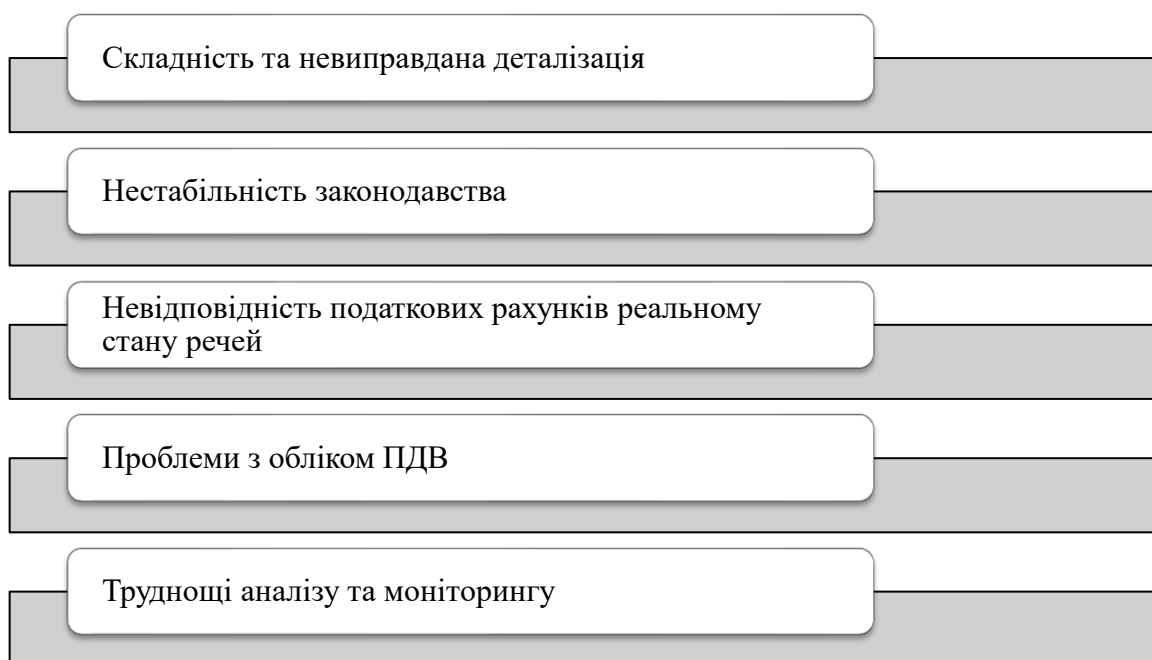 Складність та невиправдана деталізація
Нестабільність законодавства
Невідповідність податкових рахунків реальному
стану речей
Проблеми з обліком ПДВ
Труднощі аналізу та моніторингу